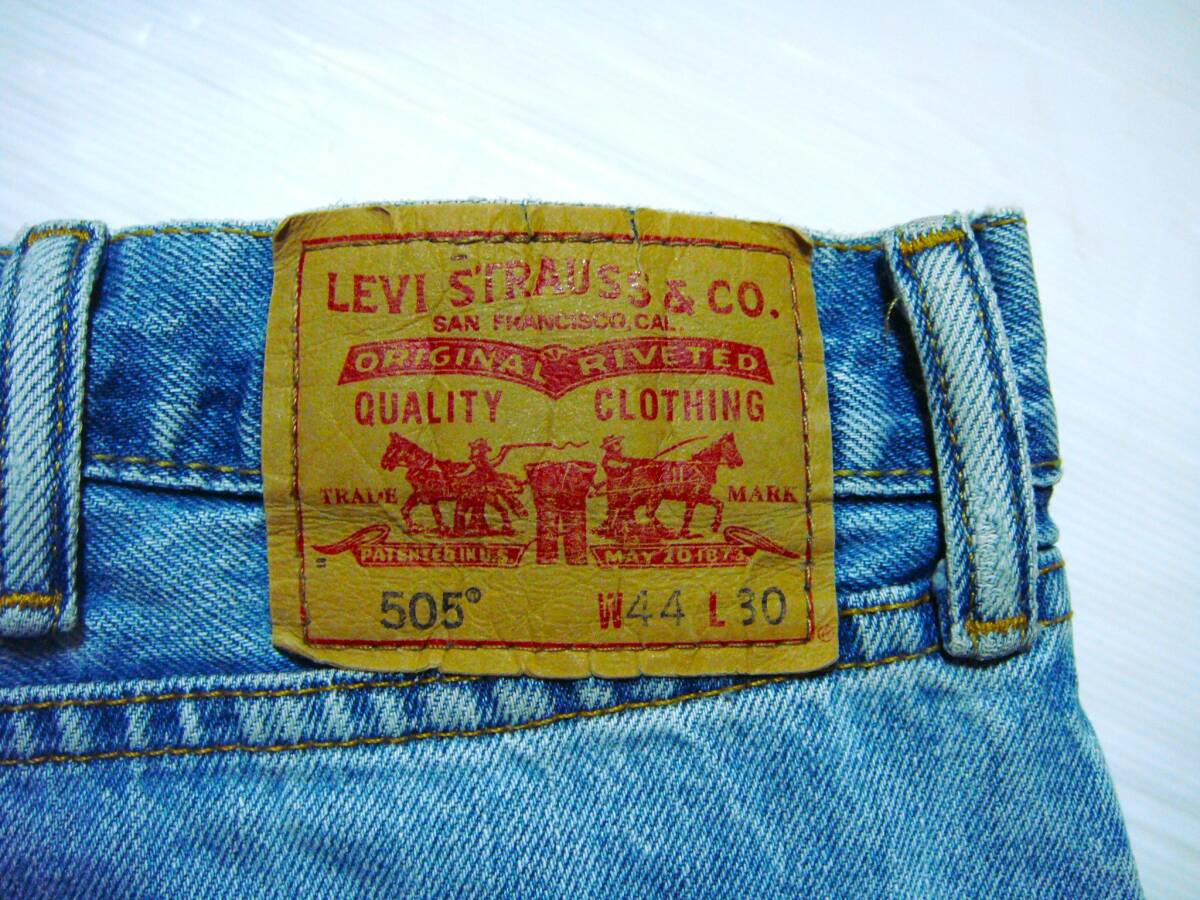 LEVI STRAUSS & CO.
SAN FRANCISCO, CAL.
ORIGINAL RIVETED
QUALITY CLOTHING
TRADE MARK
PATENTED IN U.S. MAY 20 1873
505® W44 L30